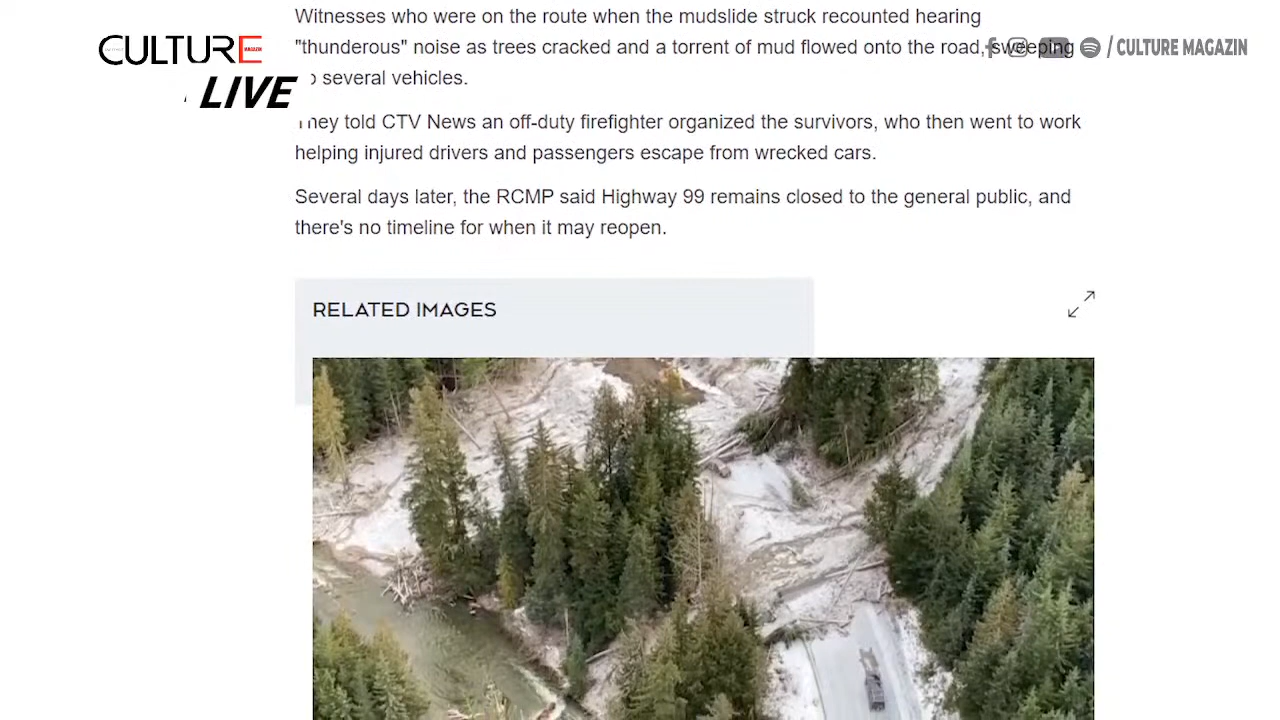 Witnesses who were on the route when the mudslide struck recounted hearing
"thunderous" noise as trees cracked and a torrent of mud flowed onto the road, sweeping
several vehicles.
They told CTV News an off-duty firefighter organized the survivors, who then went to work
helping injured drivers and passengers escape from wrecked cars.
Several days later, the RCMP said Highway 99 remains closed to the general public, and
there's no timeline for when it may reopen.
RELATED IMAGES
CULTURE MAGAZIN
LIVE
/ CULTURE MAGAZIN